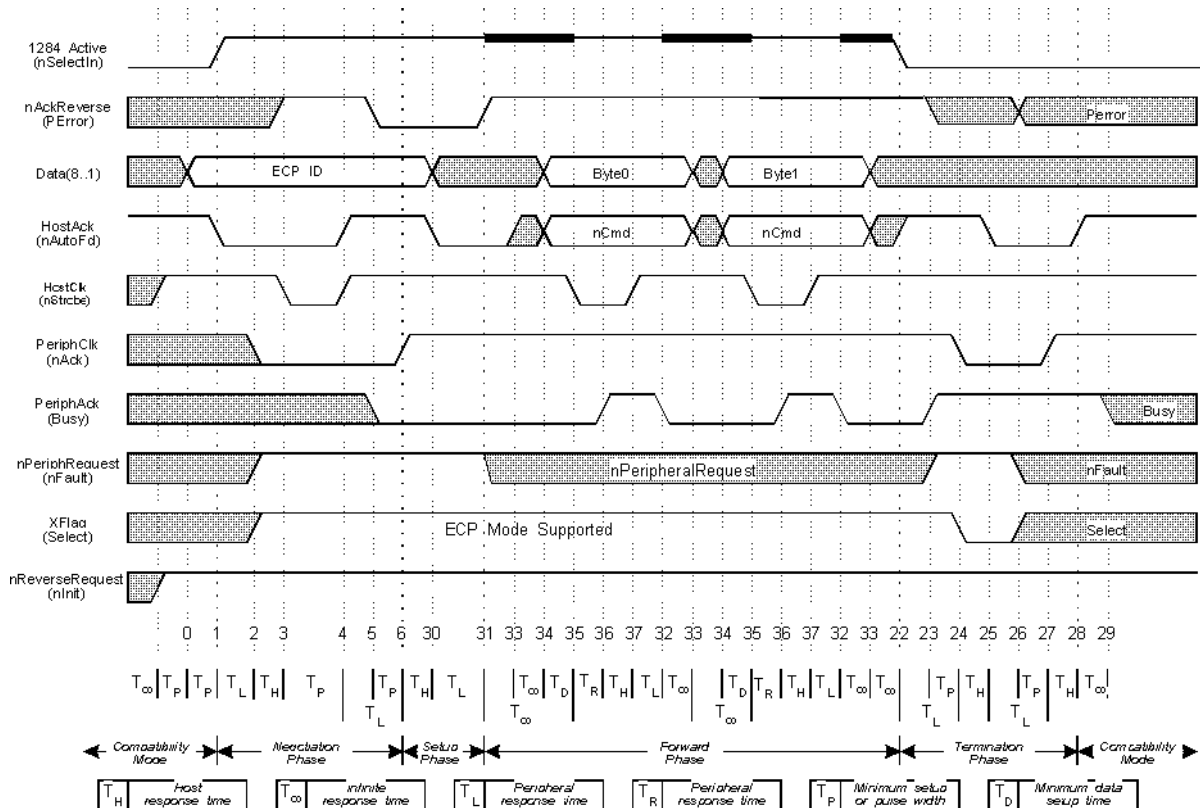 1284 Active
(nSelectIn)
nAckReverse
(PError)
Perror
Data(8..1)
ECP ID
Byte0
Byte1
HostAck
(nAutoFd)
nCmd
nCmd
HostClk
(nStrobe)
PeriphClk
(nAck)
PeriphAck
(Busy)
Busy
nPeriphRequest
(nFault)
nPeripheralRequest
nFault
XFlag
(Select)
ECP Mode Supported
Select
nReverseRequest
(nInit)
0 1 2 3 4 5 6 30 31 33 34 35 36 37 32 33 34 35 36 37 32 33 22 23 24 25 26 27 28 29
T∞ TP TP TL TH TP TP TH TL T∞ TD TR TH TL T∞ TD TR TH TL T∞ T∞ TP TH TP TH T∞
TL T∞ T∞ TL TL
Compatibility
Mode
Negotiation
Phase
Setup
Phase
Forward
Phase
Termination
Phase
Compatibility
Mode
TH Host
response time
T∞ Infinite
response time
TL Peripheral
response time
TR Peripheral
response time
TP Minimum setup
or pulse width
TD Minimum data
setup time